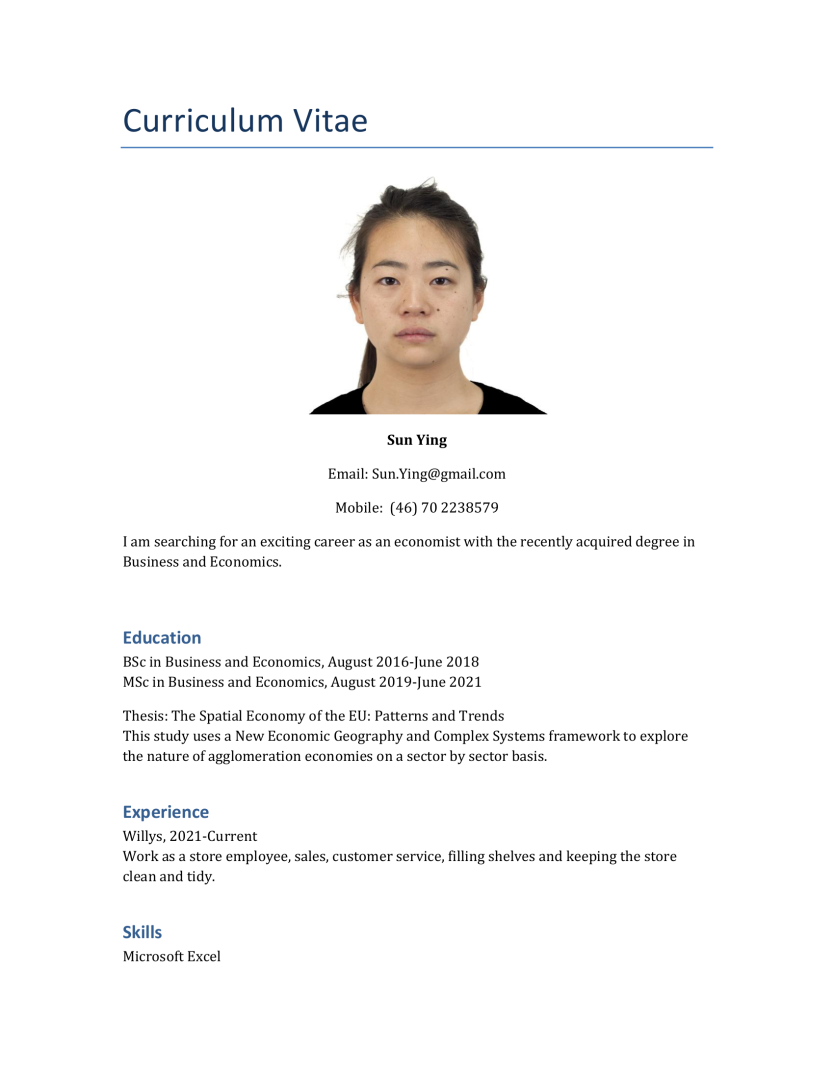 Curriculum Vitae
Sun Ying
Email: Sun.Ying@gmail.com
Mobile:  (46) 70 2238579
I am searching for an exciting career as an economist with the recently acquired degree in
Business and Economics.
Education
BSc in Business and Economics, August 2016-June 2018
MSc in Business and Economics, August 2019-June 2021
Thesis: The Spatial Economy of the EU: Patterns and Trends
This study uses a New Economic Geography and Complex Systems framework to explore
the nature of agglomeration economies on a sector by sector basis.
Experience
Willys, 2021-Current
Work as a store employee, sales, customer service, filling shelves and keeping the store
clean and tidy.
Skills
Microsoft Excel